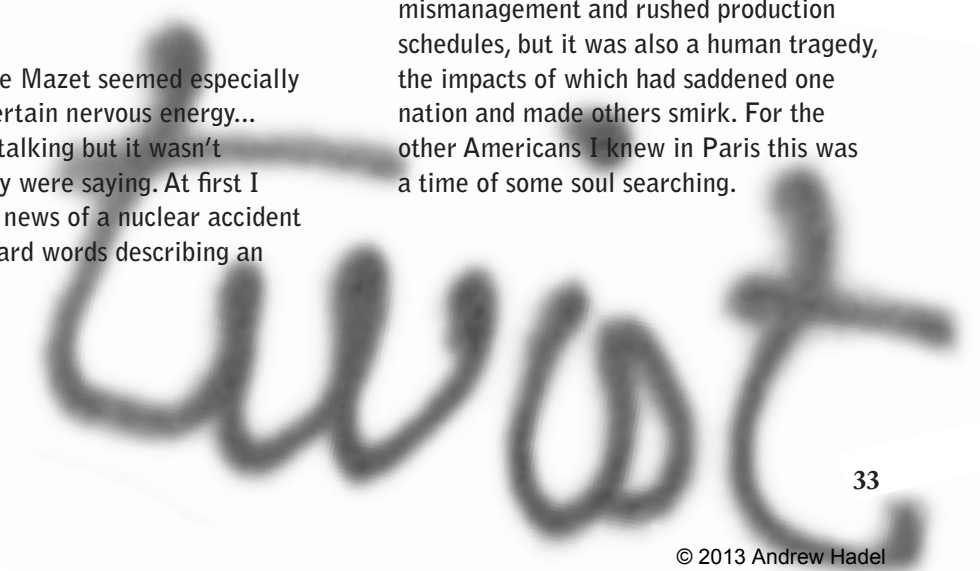 e Mazet seemed especially
ertain nervous energy...
talking but it wasn't
y were saying. At first I
news of a nuclear accident
ard words describing an
mismanagement and rushed production
schedules, but it was also a human tragedy,
the impacts of which had saddened one
nation and made others smirk. For the
other Americans I knew in Paris this was
a time of some soul searching.
twist
33
© 2013 Andrew Hadel